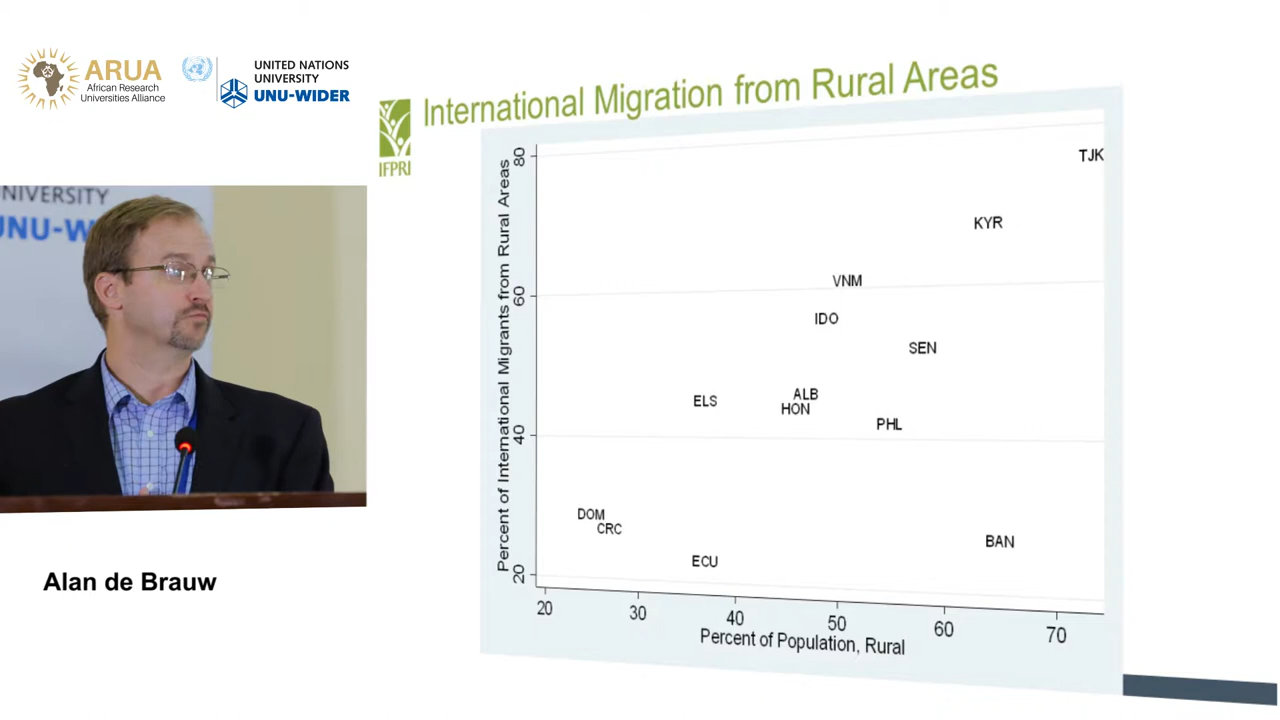 ARUA
African Research
Universities Alliance
UNITED NATIONS
UNIVERSITY
UNU-WIDER
International Migration from Rural Areas
IFPRI
Percent of International Migrants from Rural Areas
80
60
40
20
TJK
KYR
VNM
IDO
SEN
ELS
ALB
HON
PHL
DOM
CRC
ECU
BAN
20
30
40
50
60
70
Percent of Population, Rural
NIVERSITY
UNU-W
Alan de Brauw